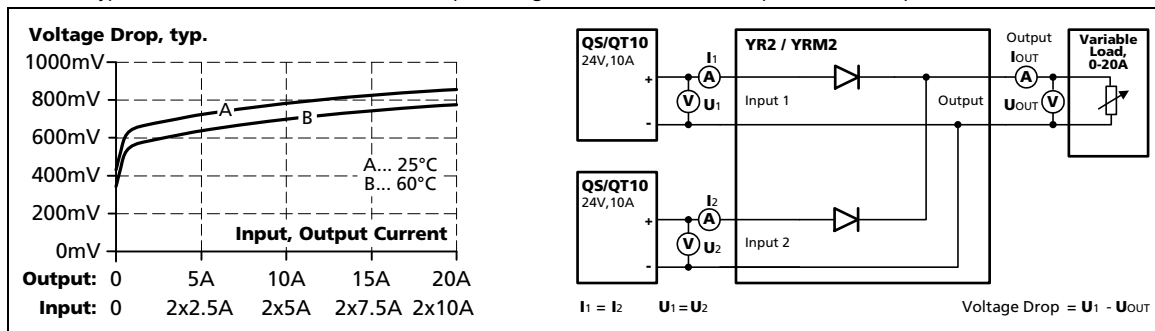 Voltage Drop, typ.
1000mV
800mV
600mV
400mV
200mV
0mV
A
B
A... 25°C
B... 60°C
Input, Output Current
Output: 0 5A 10A 15A 20A
Input: 0 2x2.5A 2x5A 2x7.5A 2x10A
QS/QT10
24V,10A
+
-
I1
A
V U1
YR2 / YRM2
Input 1
Output
Output
IOUT
A
UOUT V
Variable
Load,
0-20A
QS/QT10
24V,10A
+
-
I2
A
V U2
Input 2
I1 = I2 U1=U2
Voltage Drop = U1 - UOUT